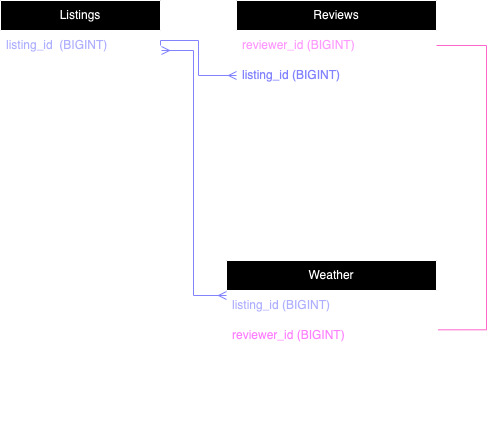 Listings
listing_id  (BIGINT)
Reviews
reviewer_id (BIGINT)
listing_id (BIGINT)
Weather
listing_id (BIGINT)
reviewer_id (BIGINT)